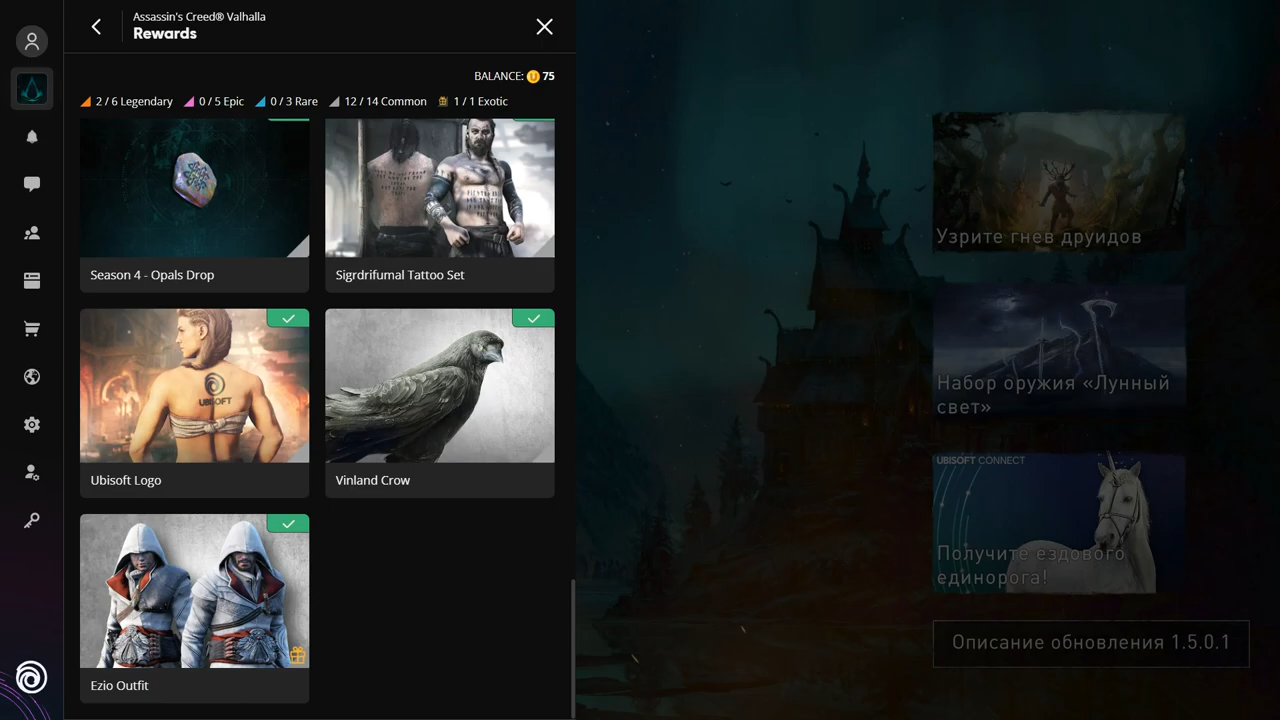 Assassin's Creed® Valhalla
Rewards
BALANCE: 75
2 / 6 Legendary 0 / 5 Epic 0 / 3 Rare 12 / 14 Common 1 / 1 Exotic
Season 4 - Opals Drop
Sigrdrifumal Tattoo Set
UBISOFT
Ubisoft Logo
Vinland Crow
Ezio Outfit
Узрите гнев друидов
Набор оружия «Лунный
свет»
UBISOFT CONNECT
Получите ездового
единорога!
Описание обновления 1.5.0.1